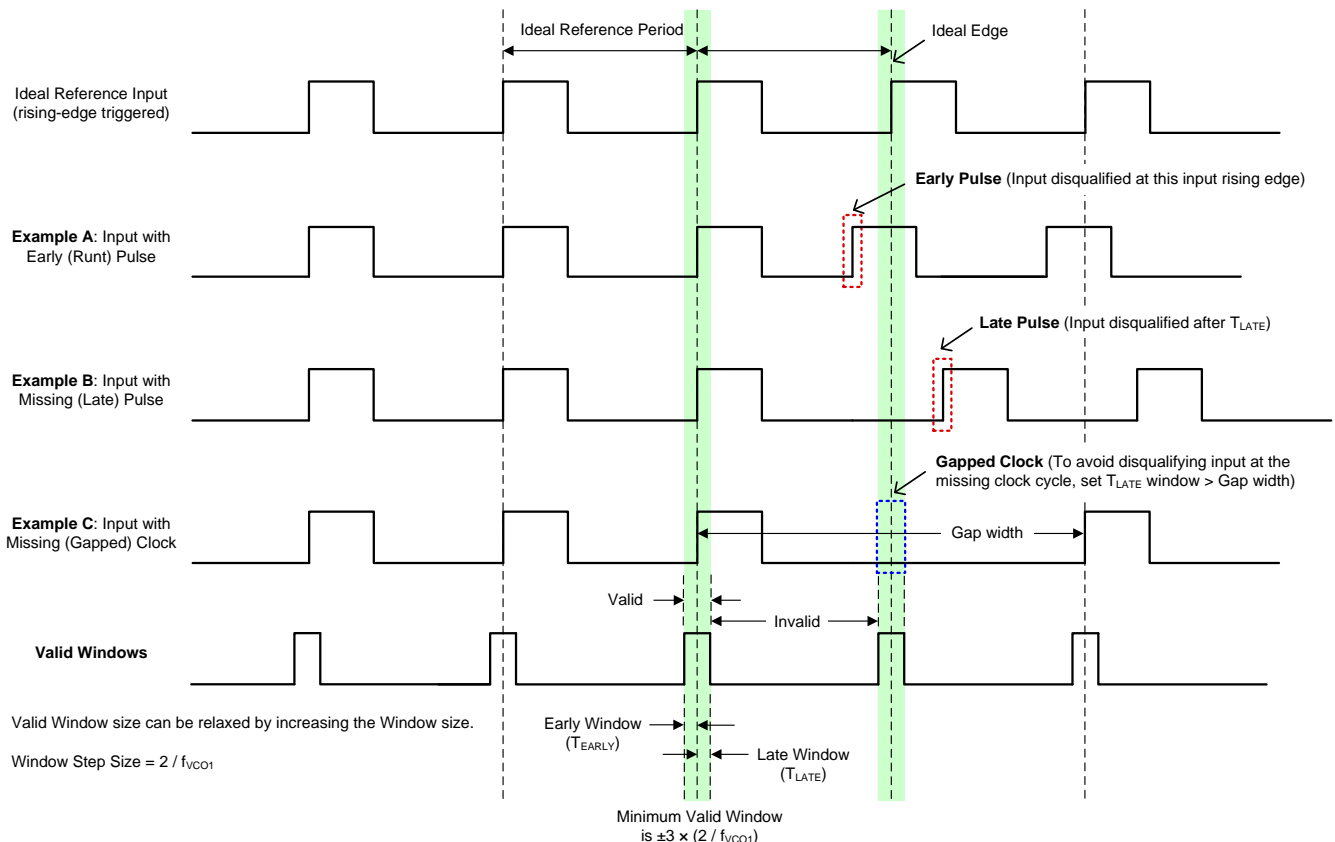 Ideal Reference Period
Ideal Edge
Ideal Reference Input
(rising-edge triggered)
Early Pulse (Input disqualified at this input rising edge)
Example A: Input with
Early (Runt) Pulse
Late Pulse (Input disqualified after TLATE)
Example B: Input with
Missing (Late) Pulse
Gapped Clock (To avoid disqualifying input at the
missing clock cycle, set TLATE window > Gap width)
Example C: Input with
Missing (Gapped) Clock
Gap width
Valid
Invalid
Valid Windows
Valid Window size can be relaxed by increasing the Window size.
Window Step Size = 2 / fVCO1
Early Window
(TEARLY)
Late Window
(TLATE)
Minimum Valid Window
is ±3 × (2 / fVCO1)